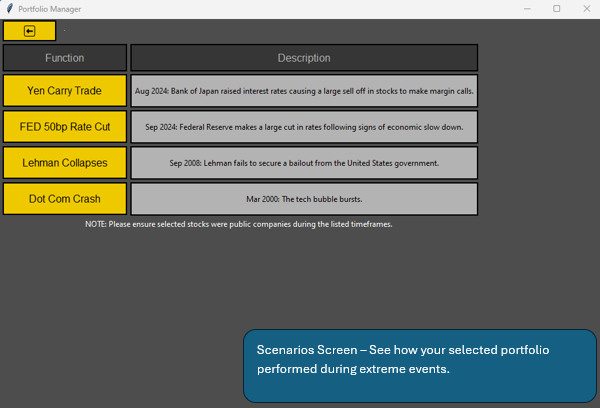 Portfolio Manager
Function Description
Yen Carry Trade Aug 2024: Bank of Japan raised interest rates causing a large sell off in stocks to make margin calls.
FED 50bp Rate Cut Sep 2024: Federal Reserve makes a large cut in rates following signs of economic slow down.
Lehman Collapses Sep 2008: Lehman fails to secure a bailout from the United States government.
Dot Com Crash Mar 2000: The tech bubble bursts.
NOTE: Please ensure selected stocks were public companies during the listed timeframes.
Scenarios Screen – See how your selected portfolio
performed during extreme events.